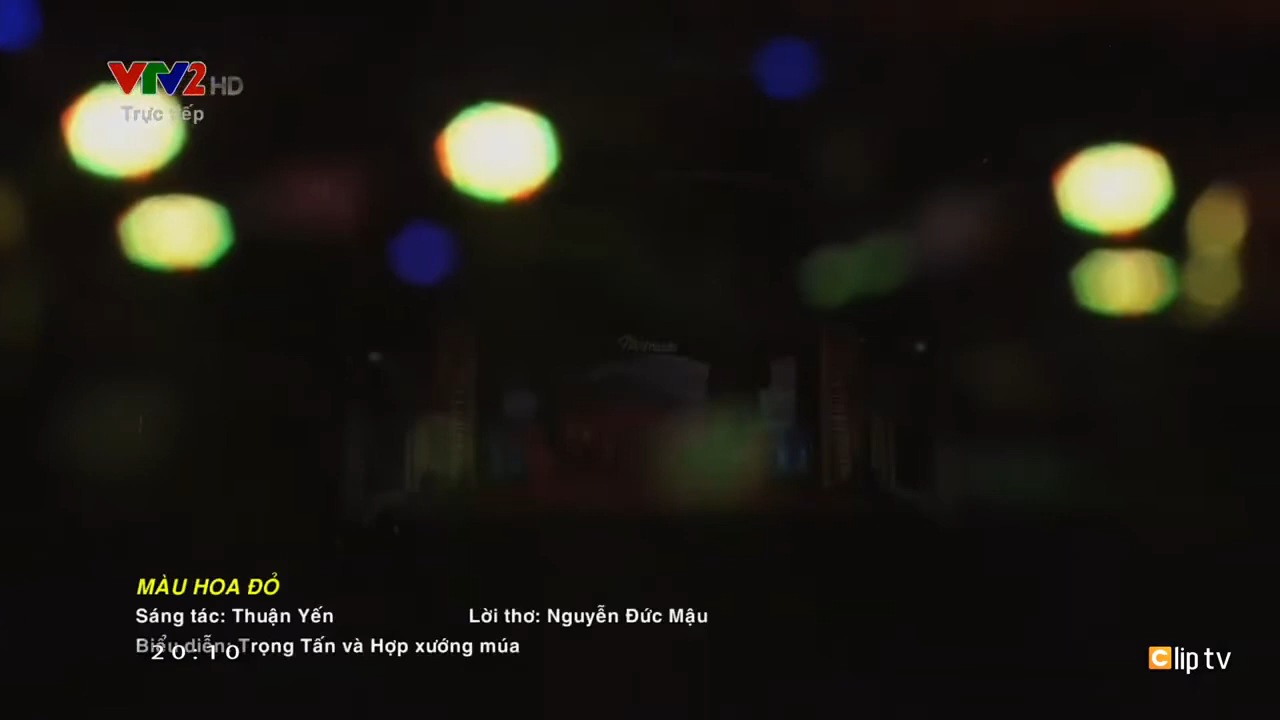 VTV2 HD
Trực tiếp
MÀU HOA ĐỎ
Sáng tác: Thuận Yến Lời thơ: Nguyễn Đức Mậu
Biểu diễn: Trọng Tấn và Hợp xướng múa
20:10
Clip tv